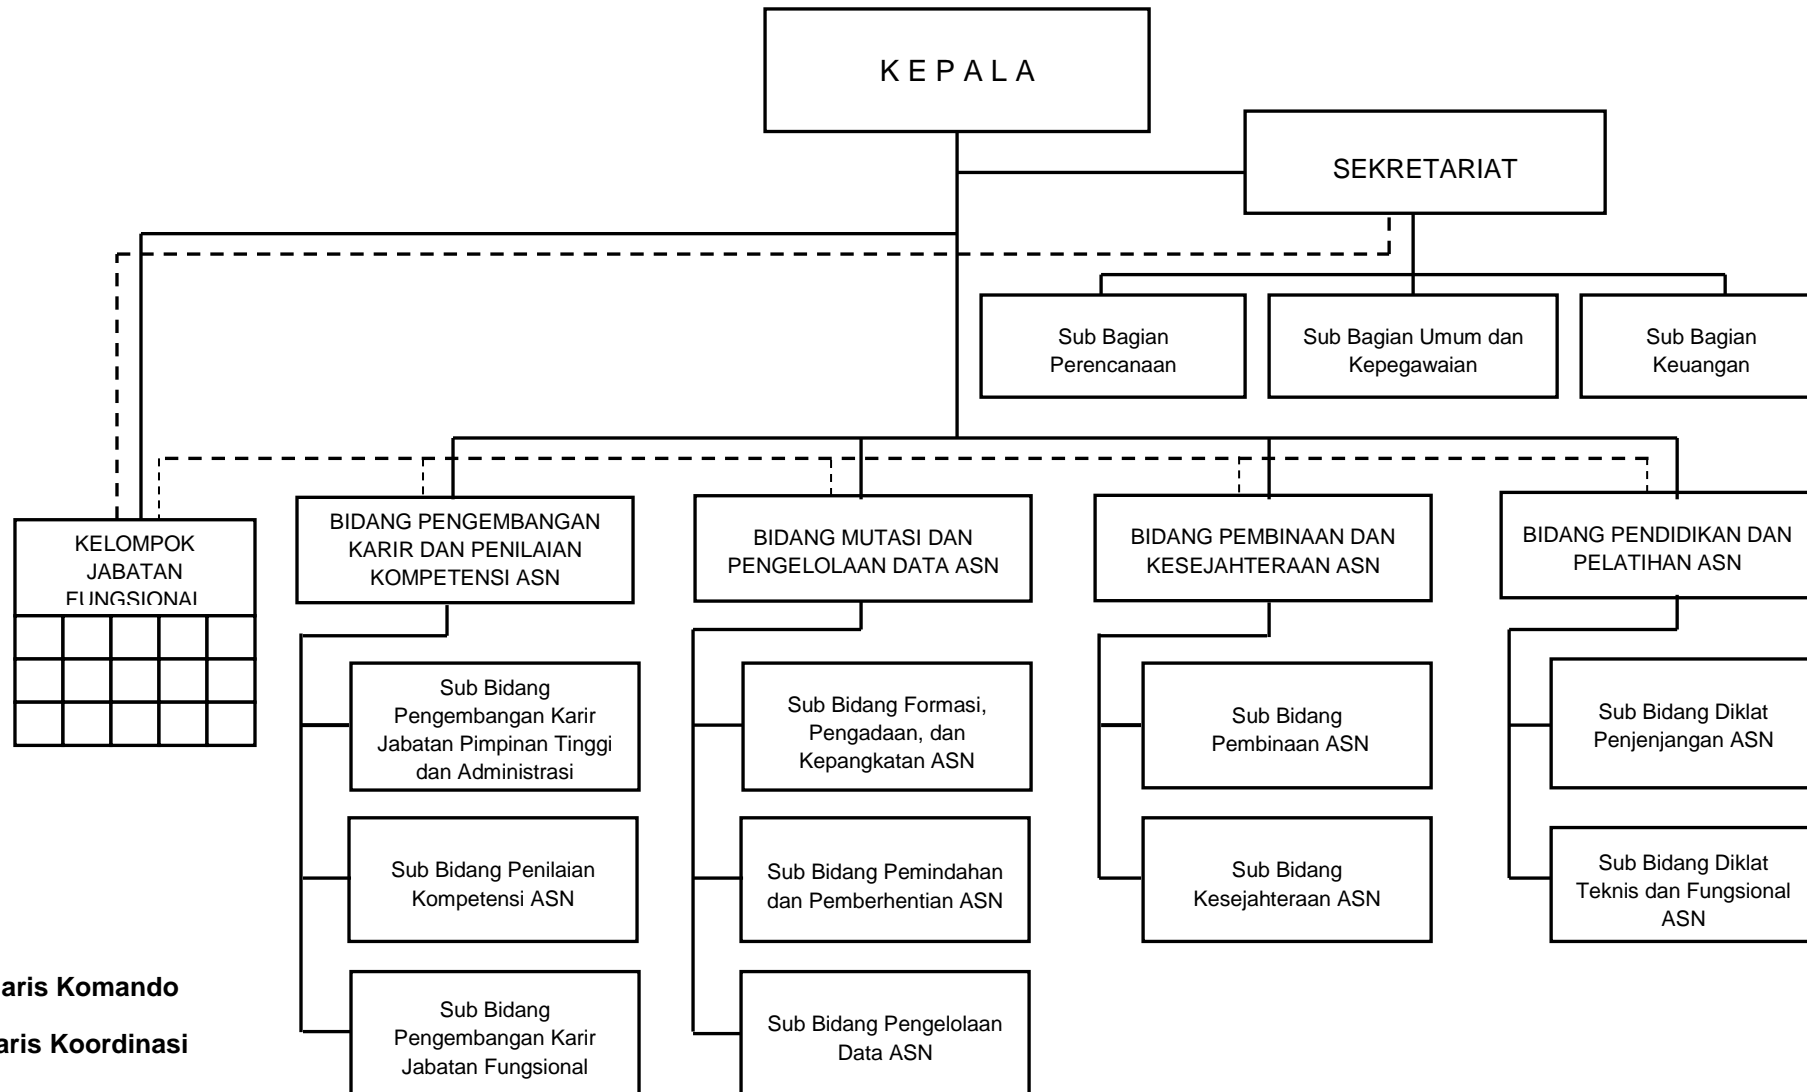 K E P A L A
SEKRETARIAT
Sub Bagian
Perencanaan
Sub Bagian Umum dan
Kepegawaian
Sub Bagian
Keuangan
KELOMPOK
JABATAN
FUNGSIONAL
BIDANG PENGEMBANGAN
KARIR DAN PENILAIAN
KOMPETENSI ASN
BIDANG MUTASI DAN
PENGELOLAAN DATA ASN
BIDANG PEMBINAAN DAN
KESEJAHTERAAN ASN
BIDANG PENDIDIKAN DAN
PELATIHAN ASN
Sub Bidang
Pengembangan Karir
Jabatan Pimpinan Tinggi
dan Administrasi
Sub Bidang Formasi,
Pengadaan, dan
Kepangkatan ASN
Sub Bidang
Pembinaan ASN
Sub Bidang Diklat
Penjenjangan ASN
Sub Bidang Penilaian
Kompetensi ASN
Sub Bidang Pemindahan
dan Pemberhentian ASN
Sub Bidang
Kesejahteraan ASN
Sub Bidang Diklat
Teknis dan Fungsional
ASN
Sub Bidang
Pengembangan Karir
Jabatan Fungsional
Sub Bidang Pengelolaan
Data ASN
aris Komando
aris Koordinasi